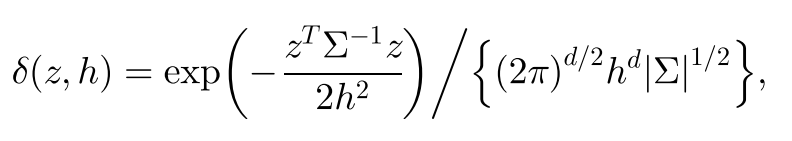 δ(z, h) = exp(− z^T Σ^{−1} z / 2h^2) / {(2π)^{d/2} h^d |Σ|^{1/2}},